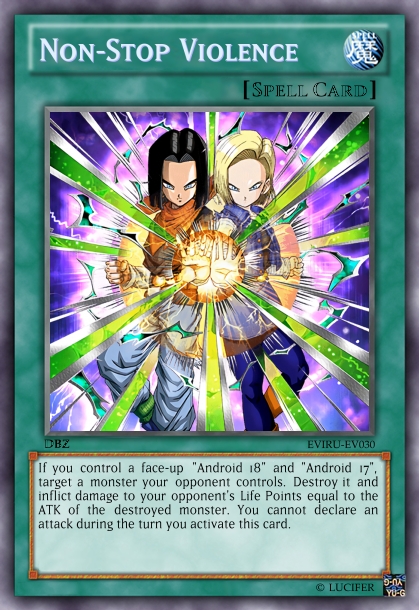 Non-Stop Violence
魔
[Spell Card]
DBZ
EVIRU-EV030
If you control a face-up "Android 18" and "Android 17",
target a monster your opponent controls. Destroy it and
inflict damage to your opponent's Life Points equal to the
ATK of the destroyed monster. You cannot declare an
attack during the turn you activate this card.
© LUCIFER
YU-G